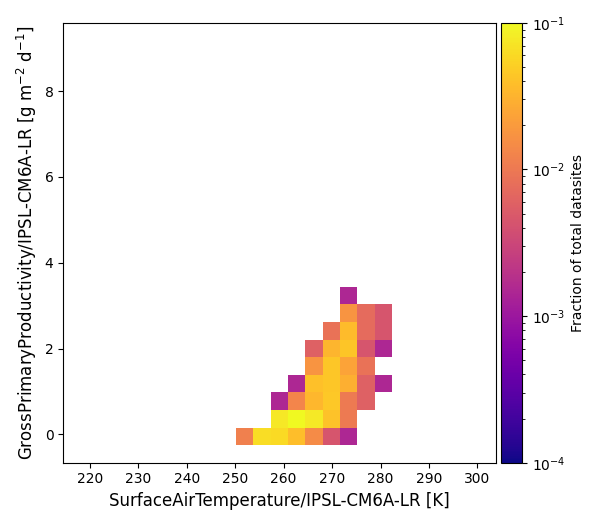 GrossPrimaryProductivity/IPSL-CM6A-LR [g m⁻² d⁻¹]
8
6
4
2
0
220 230 240 250 260 270 280 290 300
SurfaceAirTemperature/IPSL-CM6A-LR [K]
10⁻¹
10⁻²
10⁻³
10⁻⁴
Fraction of total datasites